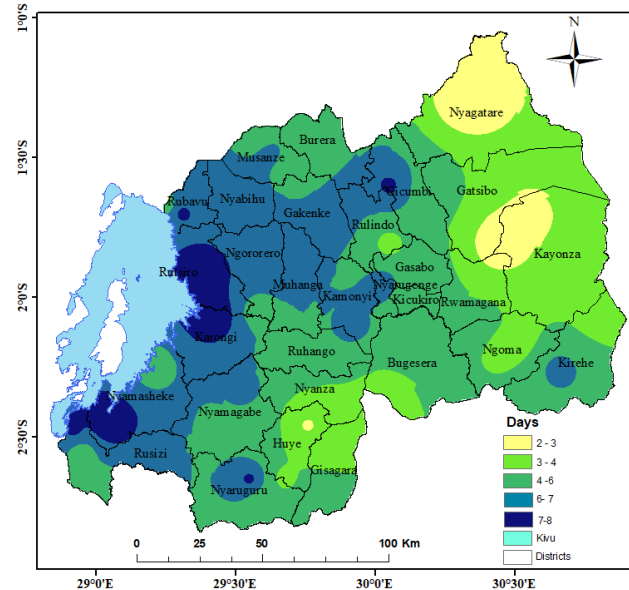 1°0'S
N
Nyagatare
Burera
1°30'S
Musanze
Gicumbi
Gatsibo
Rubavu
Nyabihu
Gakenke
Rulindo
Ngororero
Gasabo
Kayonza
Rutsiro
Muhanga
Nyarugenge
2°0'S
Kamonyi
Kicukiro
Rwamagana
Karongi
Ruhango
Bugesera
Ngoma
Kirehe
Nyanza
Nyamasheke
Nyamagabe
2°30'S
Huye
Rusizi
Gisagara
Nyaruguru
Days
2 - 3
3 - 4
4 - 6
6- 7
7-8
Kivu
Districts
0 25 50 100 Km
29°0'E 29°30'E 30°0'E 30°30'E